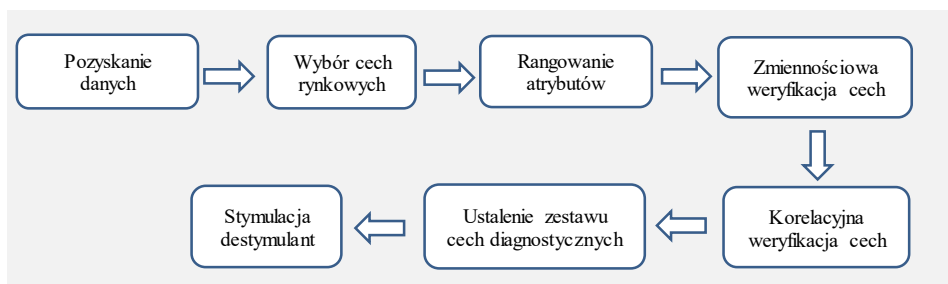 Pozyskanie
danych
Wybór cech
rynkowych
Rangowanie
atrybutów
Zmiennościowa
weryfikacja cech
Korelacyjna
weryfikacja cech
Ustalenie zestawu
cech diagnostycznych
Stymulacja
destymulant